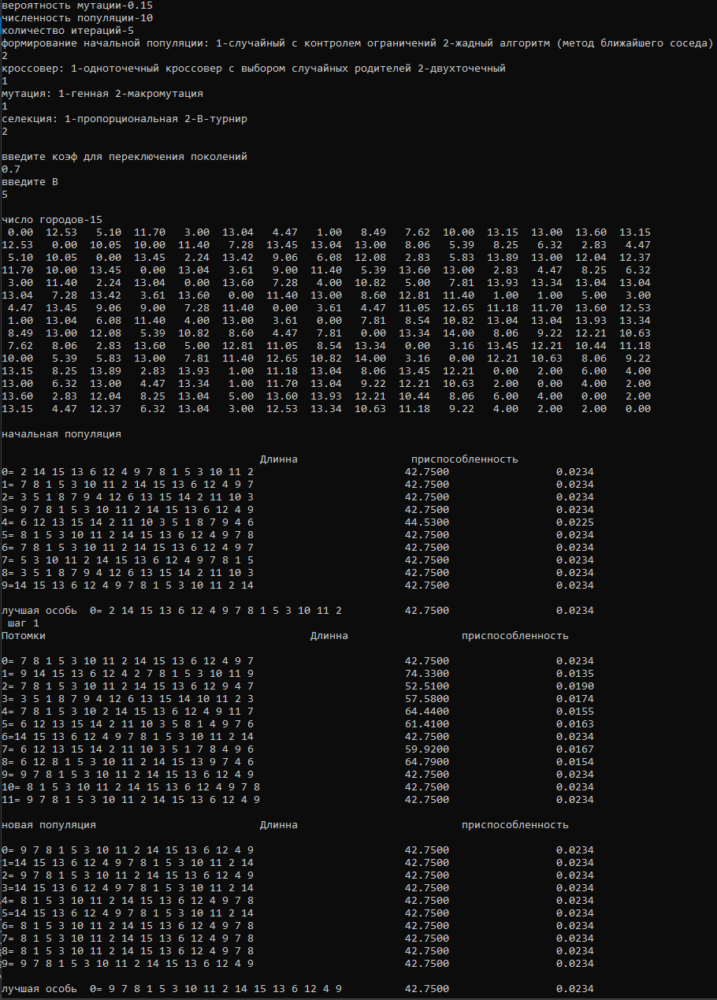 вероятность мутации-0.15
численность популяции-10
количество итераций-5
формирование начальной популяции: 1-случайный с контролем ограничений 2-жадный алгоритм (метод ближайшего соседа)
2
кроссовер: 1-одноточечный кроссовер с выбором случайных родителей 2-двухточечный
1
мутация: 1-генная 2-макромутация
1
селекция: 1-пропорциональная 2-В-турнир
2
введите коэф для переключения поколений
0.7
введите В
5
число городов-15
0.00 12.53 5.10 11.70 3.00 13.04 4.47 1.00 8.49 7.62 10.00 13.15 13.00 13.60 13.15
12.53 0.00 10.05 10.00 11.40 7.28 13.45 13.04 13.00 8.06 5.39 8.25 6.32 2.83 4.47
5.10 10.05 0.00 13.45 2.24 13.42 9.06 6.08 12.08 2.83 5.83 13.89 13.00 12.04 12.37
11.70 10.00 13.45 0.00 13.04 3.61 9.00 11.40 5.39 13.60 13.00 2.83 4.47 8.25 6.32
3.00 11.40 2.24 13.04 0.00 13.60 7.28 4.00 10.82 5.00 7.81 13.93 13.34 13.04 13.04
13.04 7.28 13.42 3.61 13.60 0.00 11.40 13.00 8.60 12.81 11.40 1.00 1.00 5.00 3.00
4.47 13.45 9.06 9.00 7.28 11.40 0.00 3.61 4.47 11.05 12.65 11.18 11.70 13.60 12.53
1.00 13.04 6.08 11.40 4.00 13.00 3.61 0.00 7.81 8.54 10.82 13.04 13.04 13.93 13.34
8.49 13.00 12.08 5.39 10.82 8.60 4.47 7.81 0.00 13.34 14.00 8.06 9.22 12.21 10.63
7.62 8.06 2.83 13.60 5.00 12.81 11.05 8.54 13.34 0.00 3.16 13.45 12.21 10.44 11.18
10.00 5.39 5.83 13.00 7.81 11.40 12.65 10.82 14.00 3.16 0.00 12.21 10.63 8.06 9.22
13.15 8.25 13.89 2.83 13.93 1.00 11.18 13.04 8.06 13.45 12.21 0.00 2.00 6.00 4.00
13.00 6.32 13.00 4.47 13.34 1.00 11.70 13.04 9.22 12.21 10.63 2.00 0.00 4.00 2.00
13.60 2.83 12.04 8.25 13.04 5.00 13.60 13.93 12.21 10.44 8.06 6.00 4.00 0.00 2.00
13.15 4.47 12.37 6.32 13.04 3.00 12.53 13.34 10.63 11.18 9.22 4.00 2.00 2.00 0.00
начальная популяция
Длинна приспособленность
0= 2 14 15 13 6 12 4 9 7 8 1 5 3 10 11 2 42.7500 0.0234
1= 7 8 1 5 3 10 11 2 14 15 13 6 12 4 9 7 42.7500 0.0234
2= 3 5 1 8 7 9 4 12 6 13 15 14 2 11 10 3 42.7500 0.0234
3= 9 7 8 1 5 3 10 11 2 14 15 13 6 12 4 9 42.7500 0.0234
4= 6 12 13 15 14 2 11 10 3 5 1 8 7 9 4 6 44.5300 0.0225
5= 8 1 5 3 10 11 2 14 15 13 6 12 4 9 7 8 42.7500 0.0234
6= 7 8 1 5 3 10 11 2 14 15 13 6 12 4 9 7 42.7500 0.0234
7= 5 3 10 11 2 14 15 13 6 12 4 9 7 8 1 5 42.7500 0.0234
8= 3 5 1 8 7 9 4 12 6 13 15 14 2 11 10 3 42.7500 0.0234
9=14 15 13 6 12 4 9 7 8 1 5 3 10 11 2 14 42.7500 0.0234
лучшая особь 0= 2 14 15 13 6 12 4 9 7 8 1 5 3 10 11 2 42.7500 0.0234
шаг 1
Потомки Длинна приспособленность
0= 7 8 1 5 3 10 11 2 14 15 13 6 12 4 9 7 42.7500 0.0234
1= 9 14 15 13 6 12 4 2 7 8 1 5 3 10 11 9 74.3300 0.0135
2= 7 8 1 5 3 10 11 2 14 15 13 6 12 9 4 7 52.5100 0.0190
3= 3 5 1 8 7 9 4 12 6 13 15 14 10 11 2 3 57.5800 0.0174
4= 7 8 1 5 3 10 2 14 15 13 6 12 4 9 11 7 64.4400 0.0155
5= 6 12 13 15 14 2 11 10 3 5 8 1 4 9 7 6 61.4100 0.0163
6=14 15 13 6 12 4 9 7 8 1 5 3 10 11 2 14 42.7500 0.0234
7= 6 12 13 15 14 2 11 10 3 5 1 7 8 4 9 6 59.9200 0.0167
8= 6 12 8 1 5 3 10 11 2 14 15 13 9 7 4 6 64.7900 0.0154
9= 9 7 8 1 5 3 10 11 2 14 15 13 6 12 4 9 42.7500 0.0234
10= 8 1 5 3 10 11 2 14 15 13 6 12 4 9 7 8 42.7500 0.0234
11= 9 7 8 1 5 3 10 11 2 14 15 13 6 12 4 9 42.7500 0.0234
новая популяция Длинна приспособленность
0= 9 7 8 1 5 3 10 11 2 14 15 13 6 12 4 9 42.7500 0.0234
1=14 15 13 6 12 4 9 7 8 1 5 3 10 11 2 14 42.7500 0.0234
2= 9 7 8 1 5 3 10 11 2 14 15 13 6 12 4 9 42.7500 0.0234
3=14 15 13 6 12 4 9 7 8 1 5 3 10 11 2 14 42.7500 0.0234
4= 8 1 5 3 10 11 2 14 15 13 6 12 4 9 7 8 42.7500 0.0234
5=14 15 13 6 12 4 9 7 8 1 5 3 10 11 2 14 42.7500 0.0234
6= 8 1 5 3 10 11 2 14 15 13 6 12 4 9 7 8 42.7500 0.0234
7= 8 1 5 3 10 11 2 14 15 13 6 12 4 9 7 8 42.7500 0.0234
8= 8 1 5 3 10 11 2 14 15 13 6 12 4 9 7 8 42.7500 0.0234
9= 9 7 8 1 5 3 10 11 2 14 15 13 6 12 4 9 42.7500 0.0234
лучшая особь 0= 9 7 8 1 5 3 10 11 2 14 15 13 6 12 4 9 42.7500 0.0234